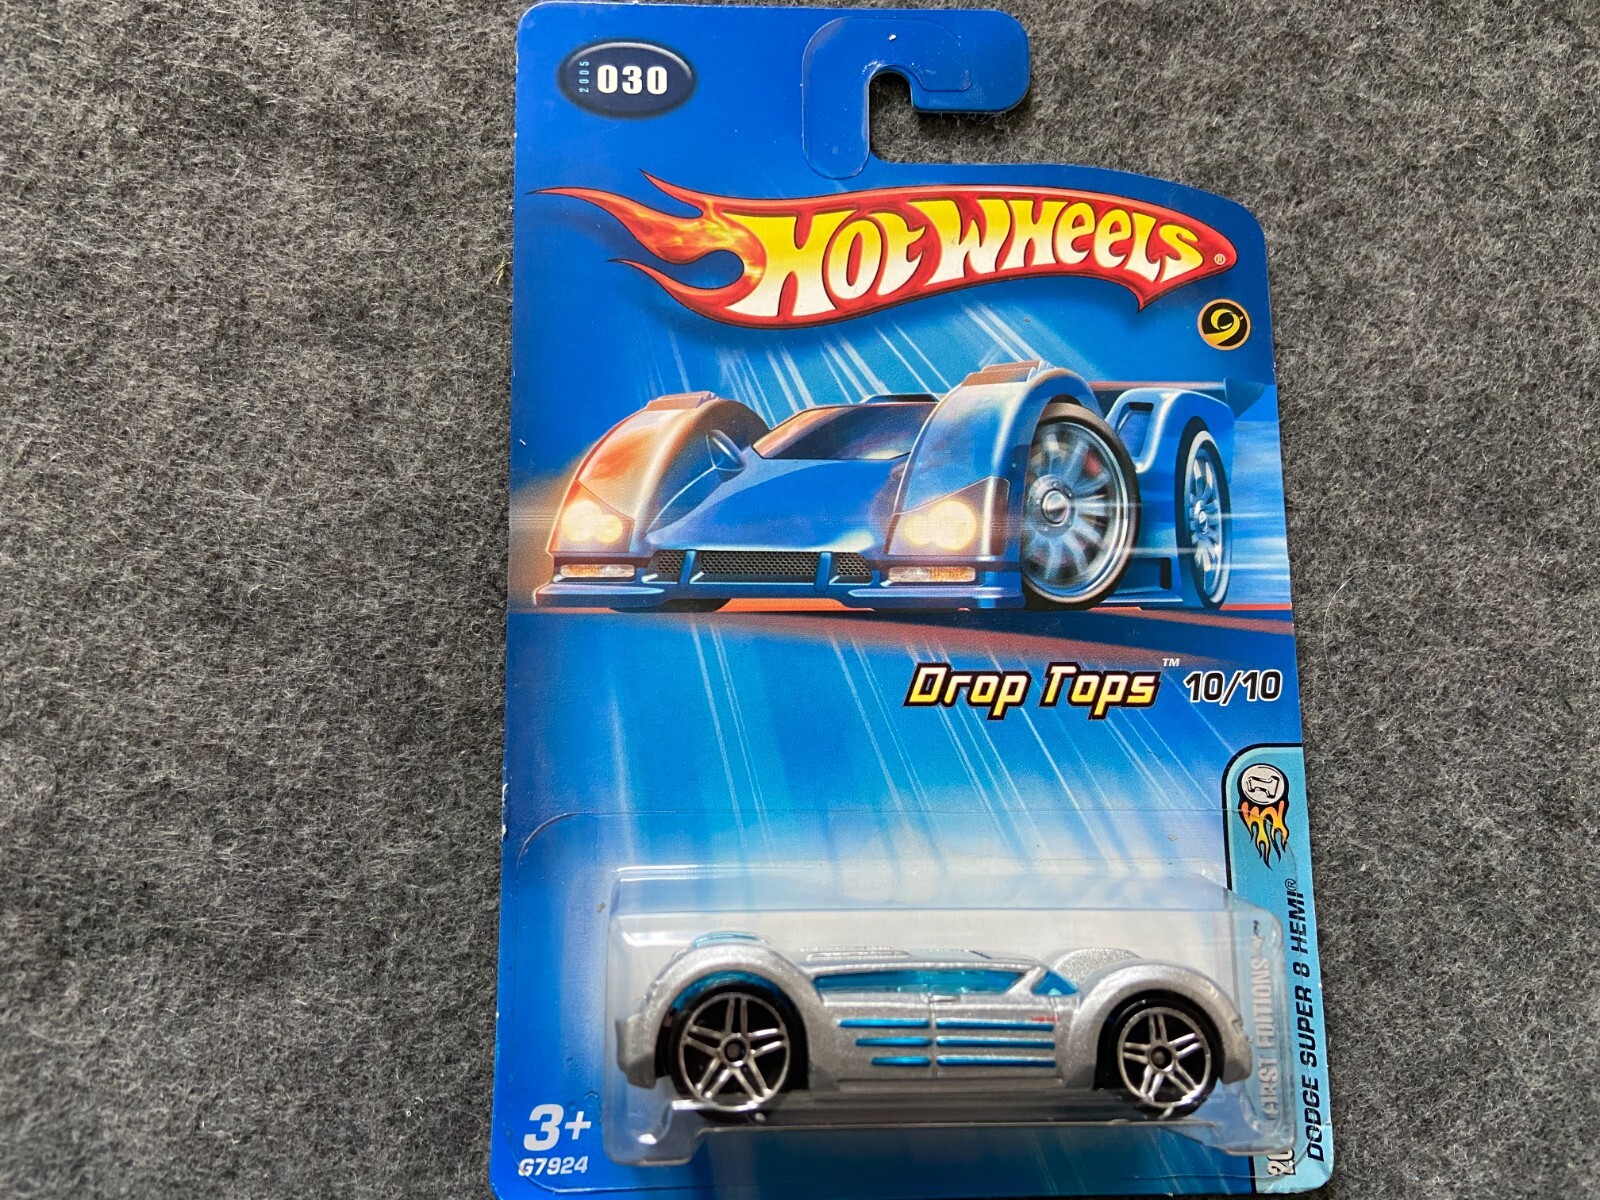 2005
030
HOT WHEELS®
Drop Tops™ 10/10
FIRST EDITIONS
DODGE SUPER 8 HEMI®
3+
G7924